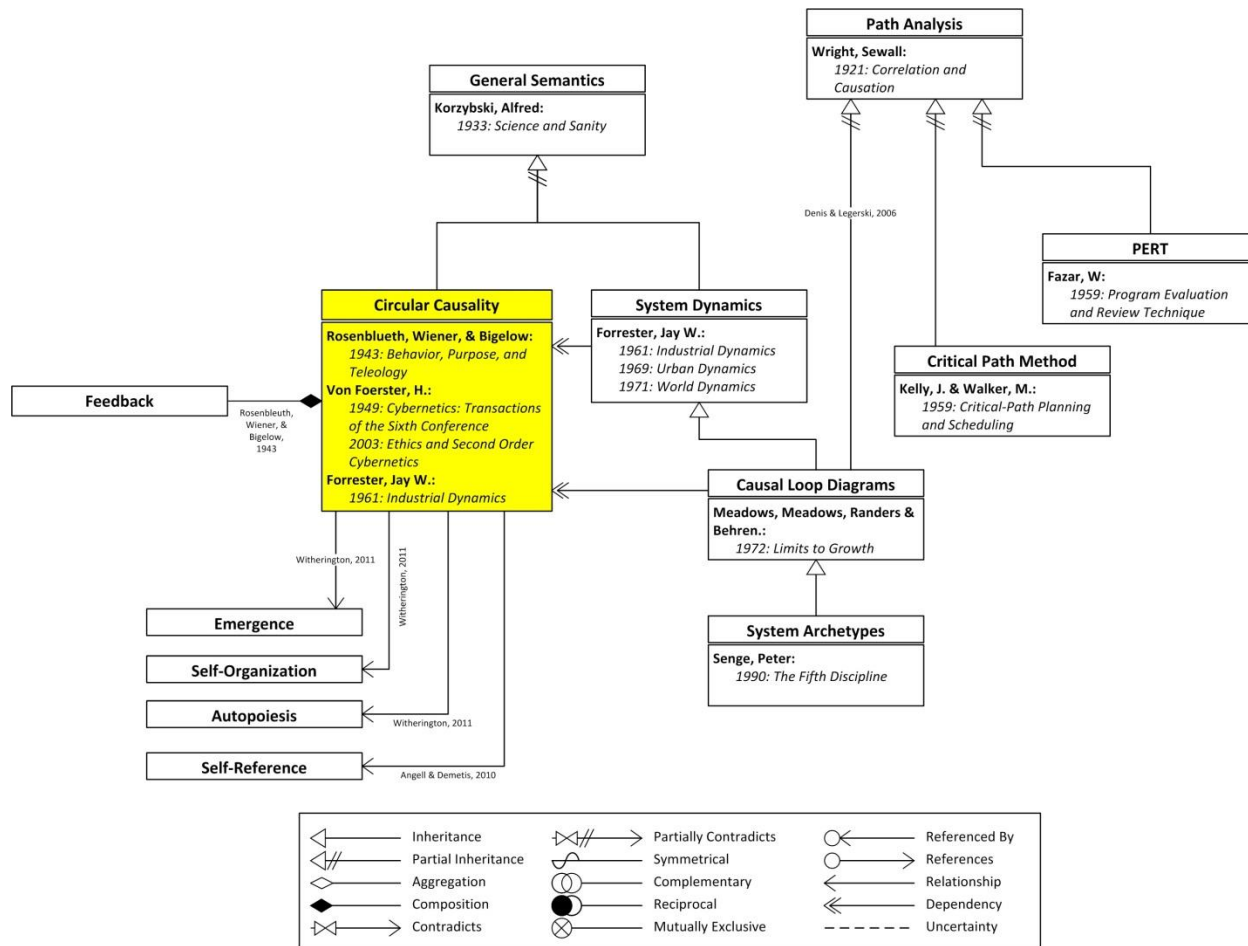 Path Analysis
Wright, Sewall:
1921: Correlation and
Causation
General Semantics
Korzybski, Alfred:
1933: Science and Sanity
Denis & Legerski, 2006
PERT
Fazar, W:
1959: Program Evaluation
and Review Technique
Circular Causality
Rosenblueth, Wiener, & Bigelow:
1943: Behavior, Purpose, and
Teleology
Von Foerster, H.:
1949: Cybernetics: Transactions
of the Sixth Conference
2003: Ethics and Second Order
Cybernetics
Forrester, Jay W.:
1961: Industrial Dynamics
System Dynamics
Forrester, Jay W.:
1961: Industrial Dynamics
1969: Urban Dynamics
1971: World Dynamics
Critical Path Method
Kelly, J. & Walker, M.:
1959: Critical-Path Planning
and Scheduling
Feedback
Rosenbleuth,
Wiener, &
Bigelow,
1943
Causal Loop Diagrams
Meadows, Meadows, Randers &
Behren.:
1972: Limits to Growth
Witherington, 2011
Witherington, 2011
Emergence
Self-Organization
Autopoiesis
Witherington, 2011
Self-Reference
Angell & Demetis, 2010
System Archetypes
Senge, Peter:
1990: The Fifth Discipline
Inheritance
Partial Inheritance
Aggregation
Composition
Contradicts
Partially Contradicts
Symmetrical
Complementary
Reciprocal
Mutually Exclusive
Referenced By
References
Relationship
Dependency
Uncertainty